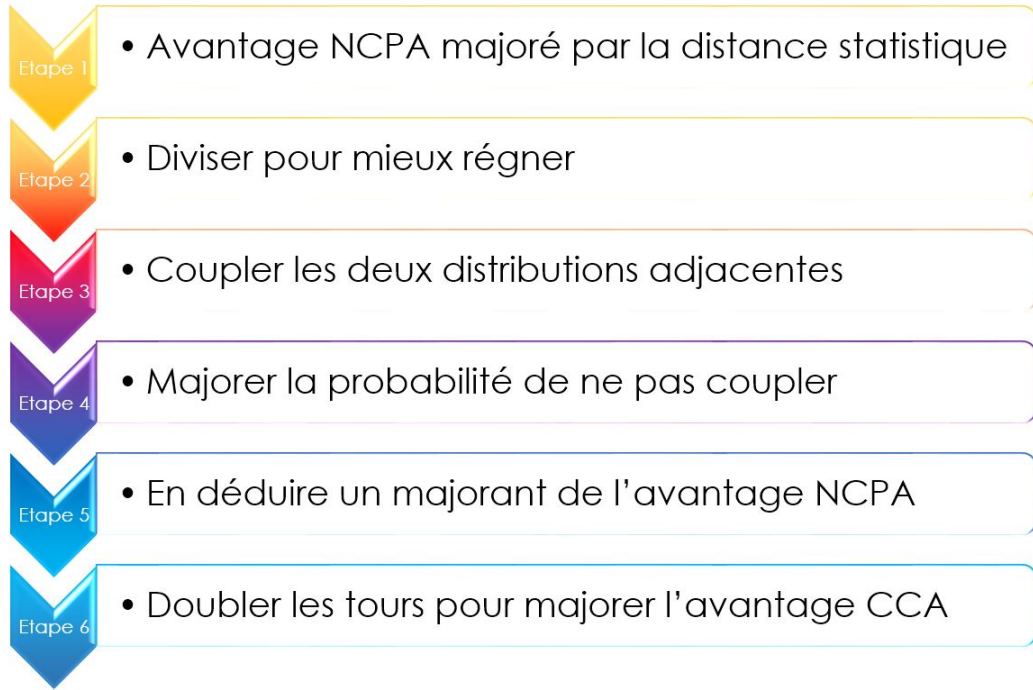 Etape 1
• Avantage NCPA majoré par la distance statistique
Etape 2
• Diviser pour mieux régner
Etape 3
• Coupler les deux distributions adjacentes
Etape 4
• Majorer la probabilité de ne pas coupler
Etape 5
• En déduire un majorant de l’avantage NCPA
Etape 6
• Doubler les tours pour majorer l’avantage CCA